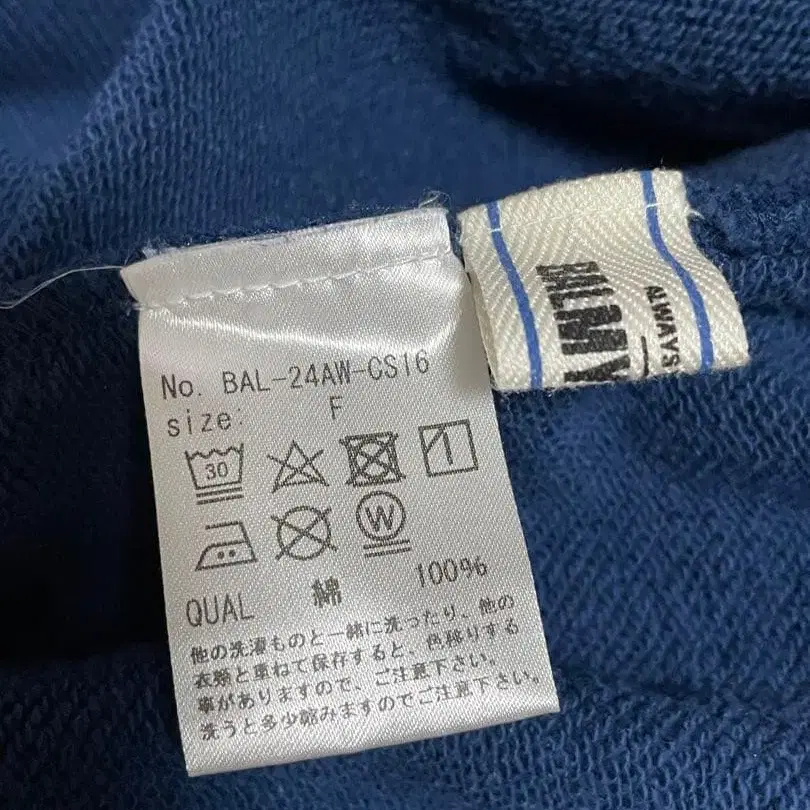 No. BAL-24AW-CS16
size: F
30
W
QUAL 綿 100%
他の洗濯ものと一緒に洗ったり、他の
衣類と重ねて保存すると、色移りする
事がありますので、ご注意下さい。
洗うと多少縮みますのでご注意下さい。